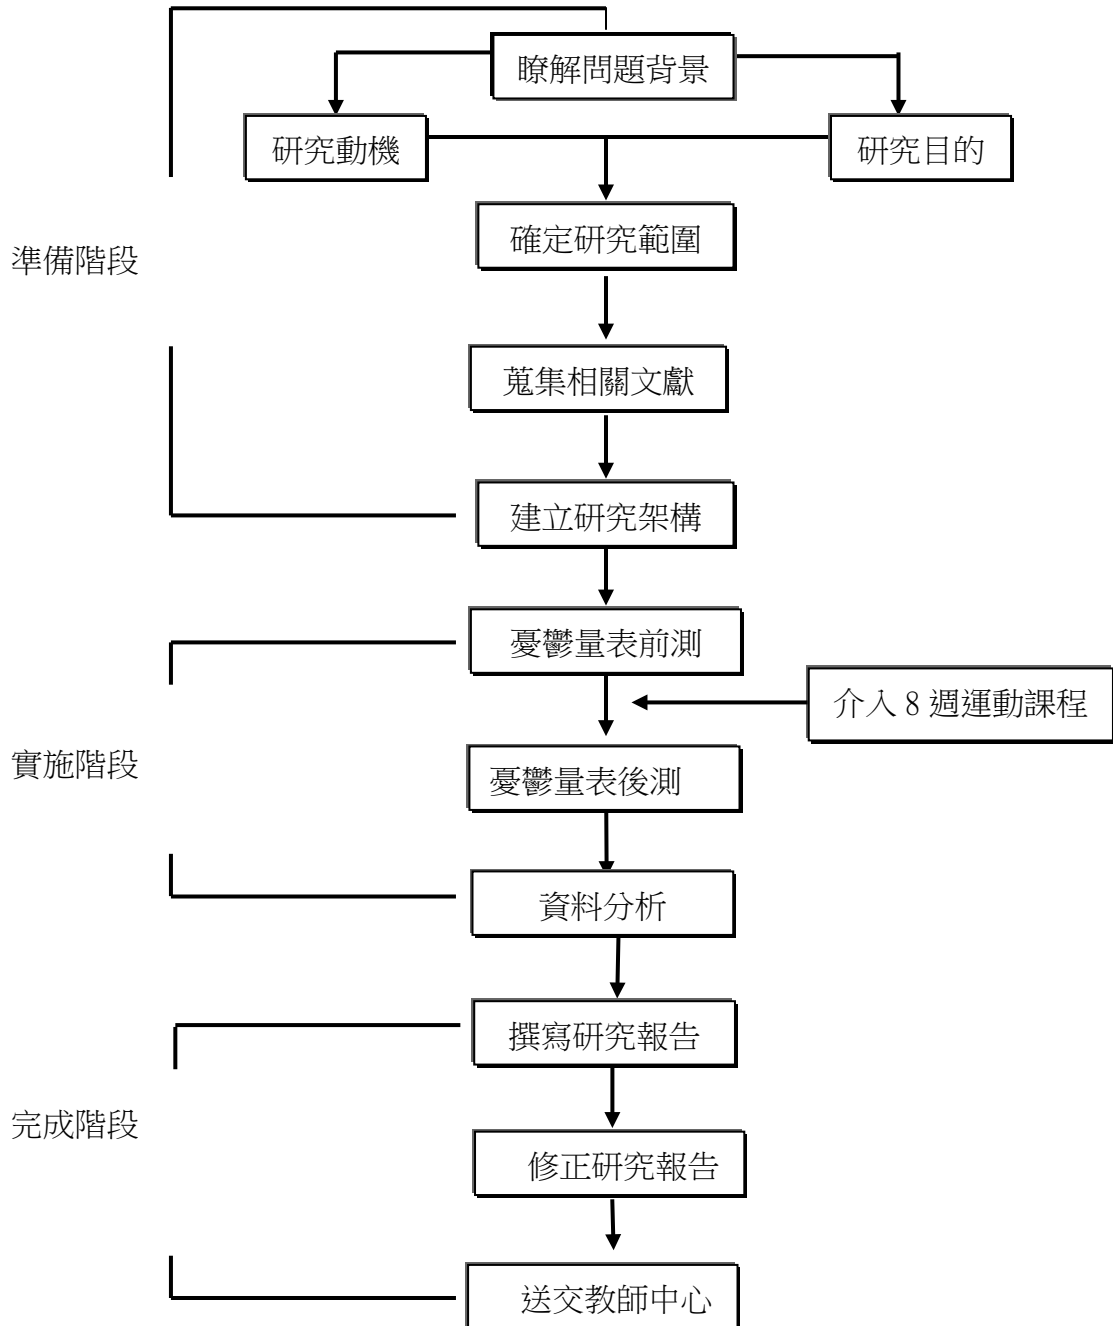 瞭解問題背景
研究動機
研究目的
確定研究範圍
準備階段
蒐集相關文獻
建立研究架構
憂鬱量表前測
介入 8 週運動課程
實施階段
憂鬱量表後測
資料分析
撰寫研究報告
完成階段
修正研究報告
送交教師中心